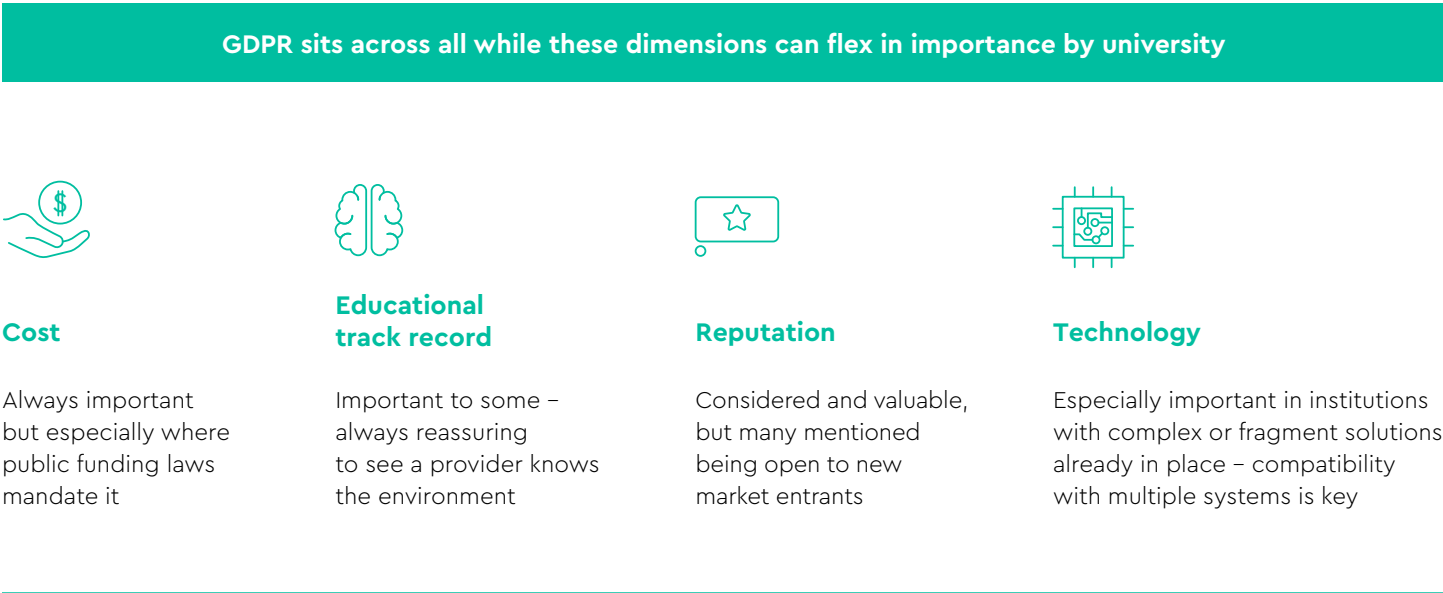 GDPR sits across all while these dimensions can flex in importance by university
$
Cost
Always important
but especially where
public funding laws
mandate it
Educational
track record
Important to some –
always reassuring
to see a provider knows
the environment
Reputation
Considered and valuable,
but many mentioned
being open to new
market entrants
Technology
Especially important in institutions
with complex or fragment solutions
already in place – compatibility
with multiple systems is key